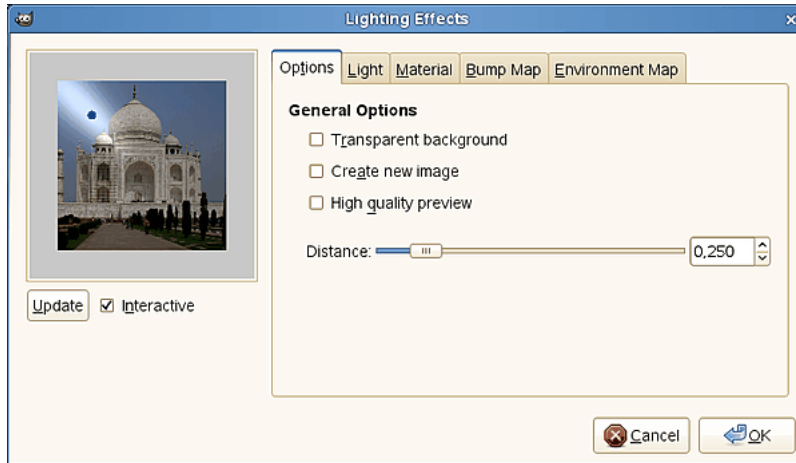 Lighting Effects
Options Light Material Bump Map Environment Map
General Options
Transparent background
Create new image
High quality preview
Distance: 0,250
Update Interactive
Cancel OK